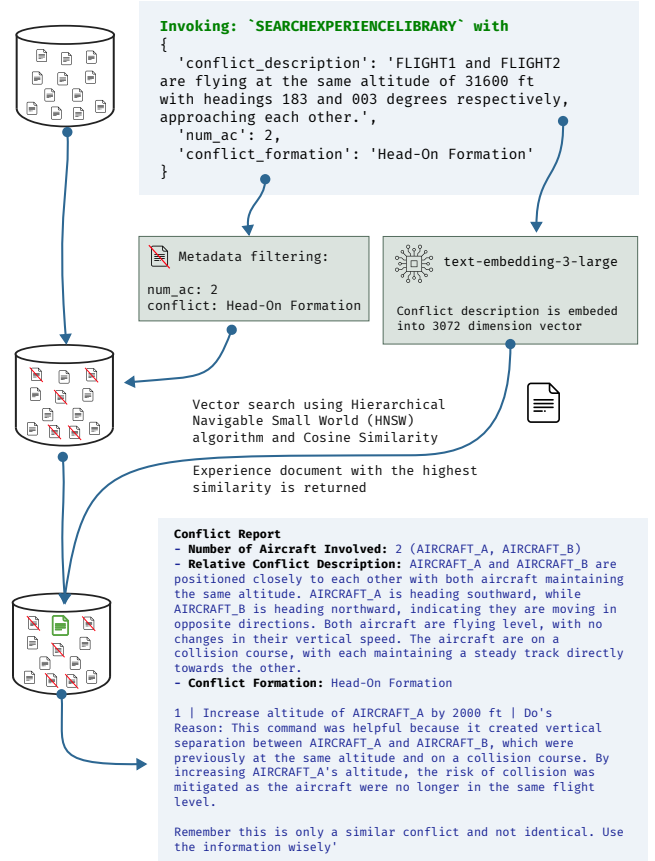 Invoking: `SEARCHEXPERIENCELIBRARY` with
{
'conflict_description': 'FLIGHT1 and FLIGHT2
are flying at the same altitude of 31600 ft
with headings 183 and 003 degrees respectively,
approaching each other.',
'num_ac': 2,
'conflict_formation': 'Head-On Formation'
}
Metadata filtering:
num_ac: 2
conflict: Head-On Formation
text-embedding-3-large
Conflict description is embeded
into 3072 dimension vector
Vector search using Hierarchical
Navigable Small World (HNSW)
algorithm and Cosine Similarity
Experience document with the highest
similarity is returned
Conflict Report
- Number of Aircraft Involved: 2 (AIRCRAFT_A, AIRCRAFT_B)
- Relative Conflict Description: AIRCRAFT_A and AIRCRAFT_B are
positioned closely to each other with both aircraft maintaining
the same altitude. AIRCRAFT_A is heading southward, while
AIRCRAFT_B is heading northward, indicating they are moving in
opposite directions. Both aircraft are flying level, with no
changes in their vertical speed. The aircraft are on a
collision course, with each maintaining a steady track directly
towards the other.
- Conflict Formation: Head-On Formation
1 | Increase altitude of AIRCRAFT_A by 2000 ft | Do's
Reason: This command was helpful because it created vertical
separation between AIRCRAFT_A and AIRCRAFT_B, which were
previously at the same altitude and on a collision course. By
increasing AIRCRAFT_A's altitude, the risk of collision was
mitigated as the aircraft were no longer in the same flight
level.
Remember this is only a similar conflict and not identical. Use
the information wisely'